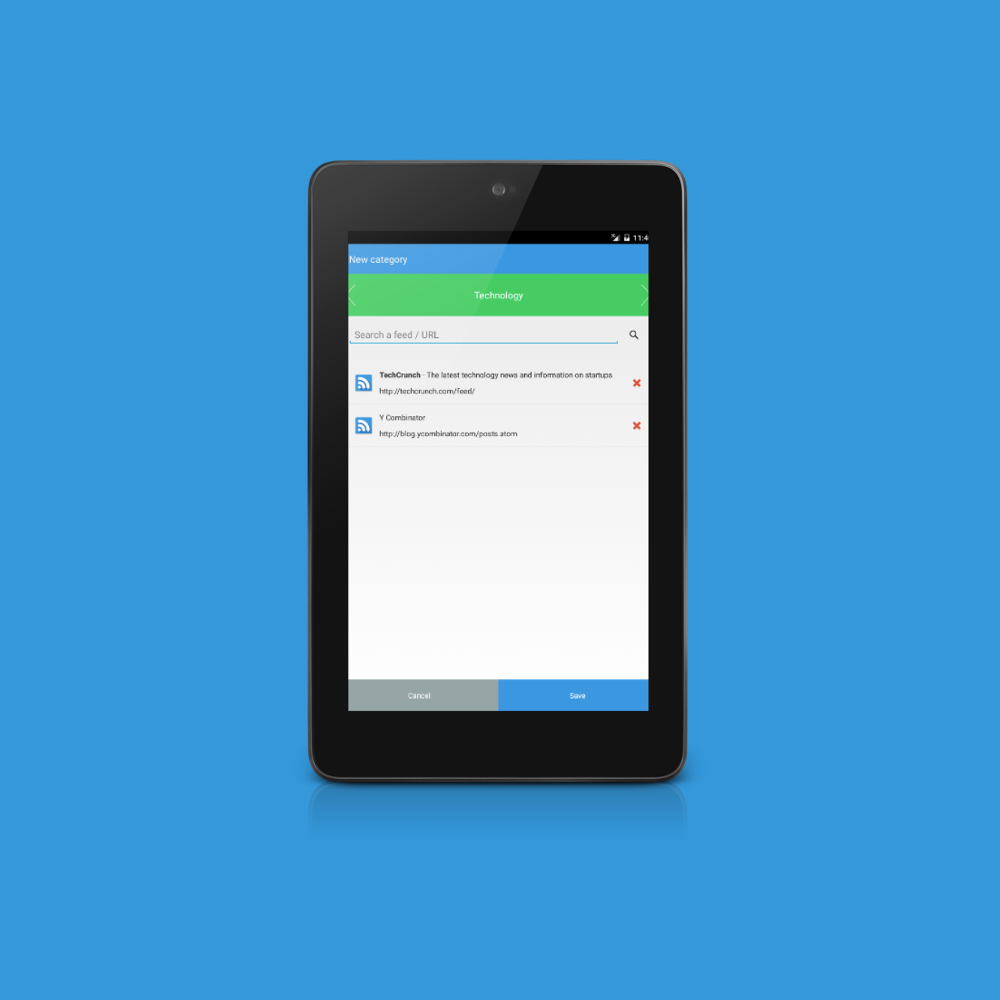 11:4
New category
Technology
Search a feed / URL
TechCrunch - The latest technology news and information on startups
http://techcrunch.com/feed/
Y Combinator
http://blog.ycombinator.com/posts.atom
Cancel Save